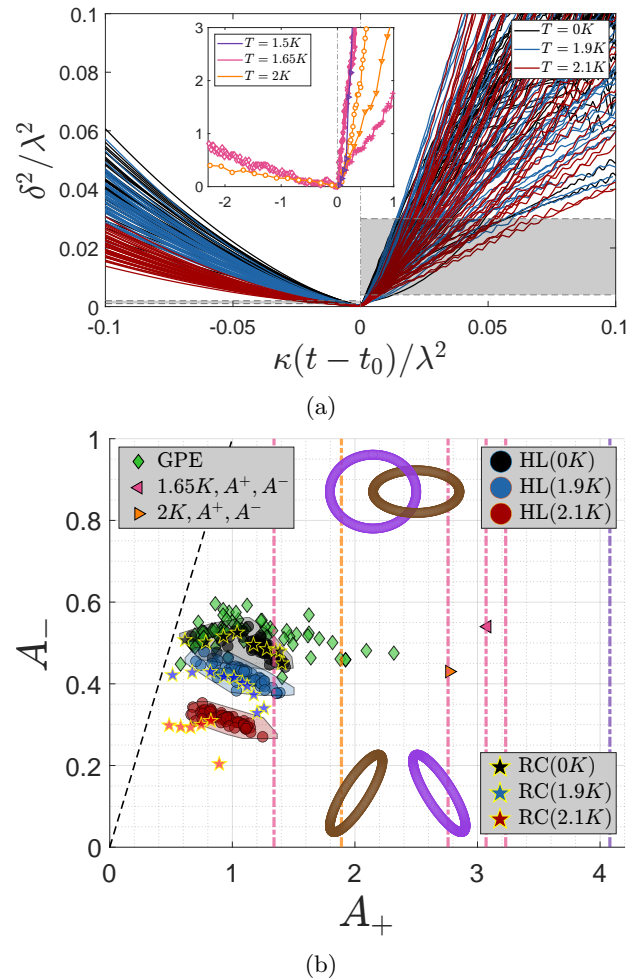 0.1
0.08
0.06
0.04
0.02
0
δ²/λ²
3
2
1
0
-2
-1
0
1
T = 1.5K
T = 1.65K
T = 2K
T = 0K
T = 1.9K
T = 2.1K
-0.1
-0.05
0
0.05
0.1
κ(t − t₀)/λ²
(a)
1
0.8
0.6
0.4
0.2
0
A₋
GPE
1.65K, A⁺, A⁻
2K, A⁺, A⁻
HL(0K)
HL(1.9K)
HL(2.1K)
RC(0K)
RC(1.9K)
RC(2.1K)
0
1
2
3
4
A₊
(b)